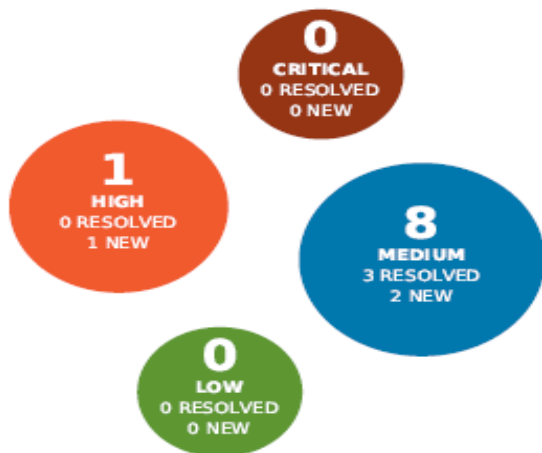 0
CRITICAL
0 RESOLVED
0 NEW
1
HIGH
0 RESOLVED
1 NEW
8
MEDIUM
3 RESOLVED
2 NEW
0
LOW
0 RESOLVED
0 NEW